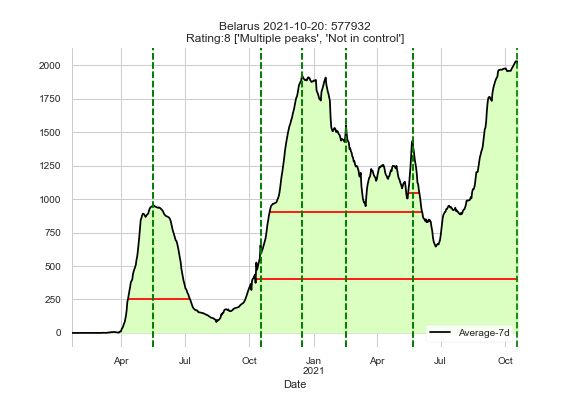 Belarus 2021-10-20: 577932
Rating:8 ['Multiple peaks', 'Not in control']
2000
1750
1500
1250
1000
750
500
250
0
Average-7d
Apr
Jul
Oct
Jan
2021
Apr
Jul
Oct
Date